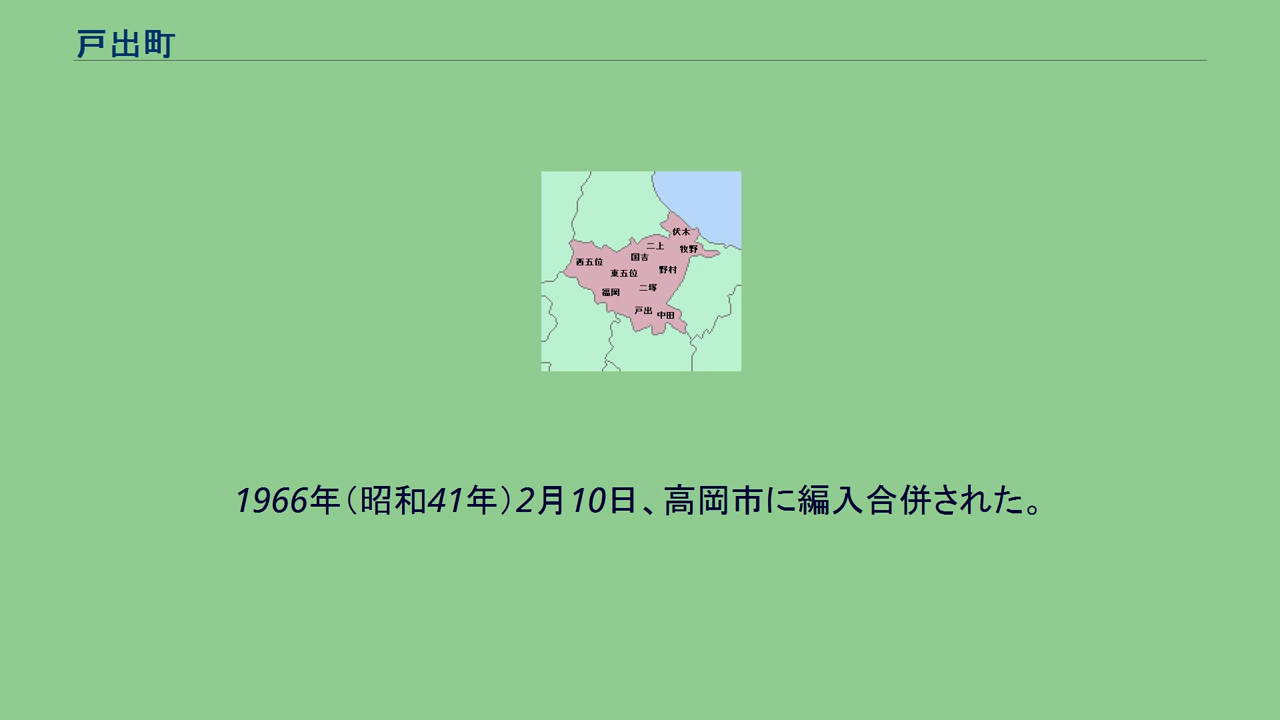 戸出町
伏木
二上 牧野
国吉
西五位
東五位 野村
二塚
福岡
戸出 中田
1966年（昭和41年）2月10日、高岡市に編入合併された。